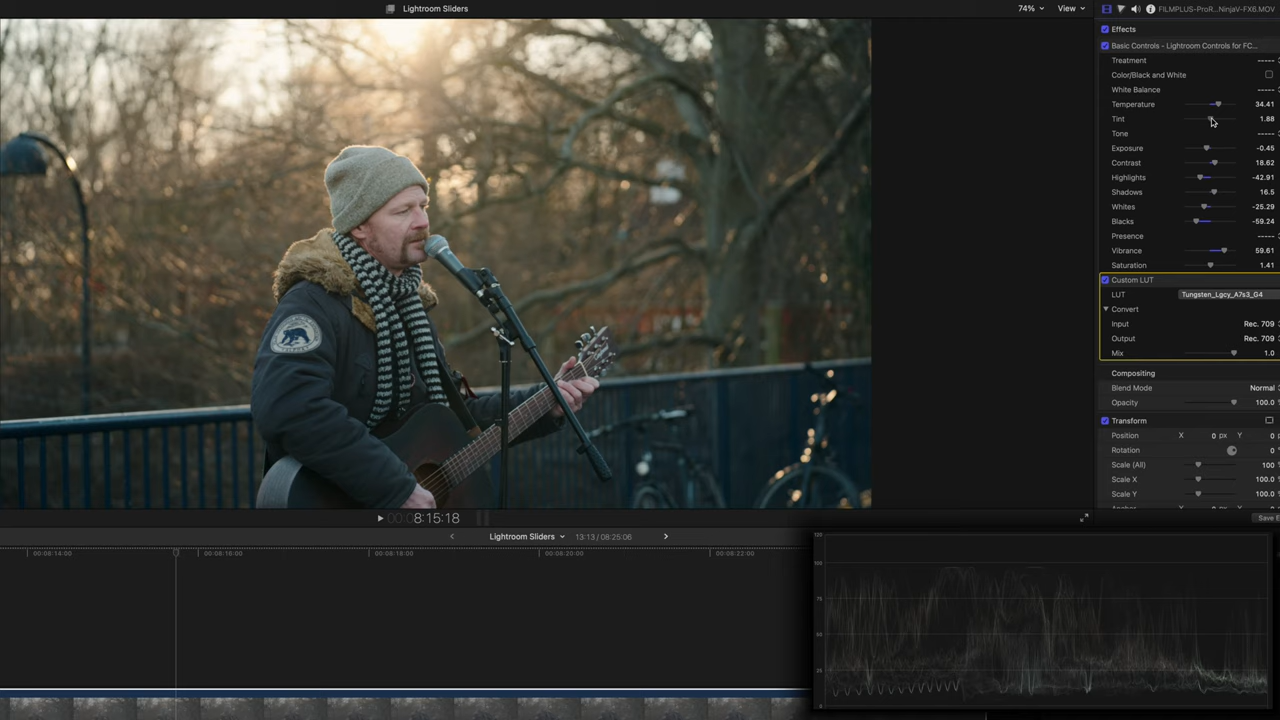 Lightroom Sliders
74%
View
FILMPLUS-ProR...NinjaV-FX6.MOV
Effects
Basic Controls - Lightroom Controls for FC...
Treatment -----
Color/Black and White
White Balance -----
Temperature 34.41
Tint 1.88
Tone -----
Exposure -0.45
Contrast 18.62
Highlights -42.91
Shadows 16.5
Whites -25.29
Blacks -59.24
Presence -----
Vibrance 59.61
Saturation 1.41
Custom LUT
LUT Tungsten_Lgcy_A7s3_G4
Convert
Input Rec. 709
Output Rec. 709
Mix 1.0
Compositing
Blend Mode Normal
Opacity 100.0 %
Transform
Position X 0 px Y 0
Rotation 0°
Scale (All) 100
Scale X 100.0
Scale Y 100.0
00:00:8:15:18
Save E
Lightroom Sliders
13:13 / 08:25:06
00:08:14:00
00:08:16:00
00:08:18:00
00:08:20:00
00:08:22:00
120
100
75
50
25
0